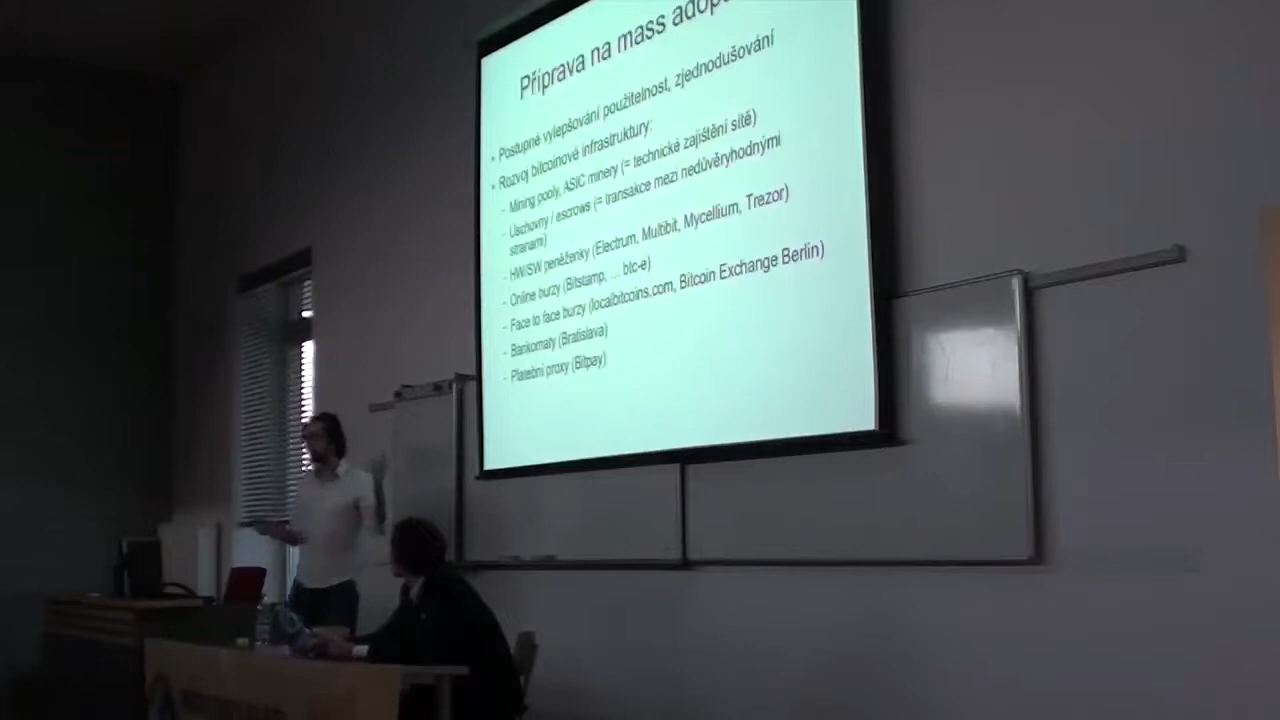 Příprava na mass
Postupné vylepšování použitelnost, zjednodušování
Rozvoj bitcoinové infrastruktury:
– Mining pooly, ASIC minery (= technické zajištění sítě)
– Úschovny / escrows (= transakce mezi nedůvěryhodnými
stranami)
– HW/SW peněženky (Electrum, Multibit, Mycellium, Trezor)
– Online burzy (Bitstamp, ... btc-e)
– Face to face burzy (localbitcoins.com, Bitcoin Exchange Berlin)
– Bankomaty (Bratislava)
– Platební proxy (Bitpay)